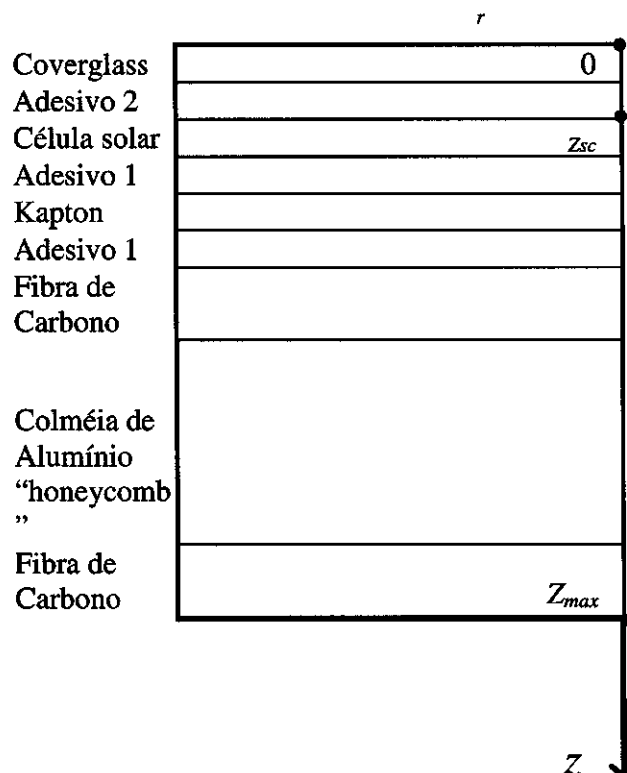 r
Coverglass 0
Adesivo 2
Célula solar Zsc
Adesivo 1
Kapton
Adesivo 1
Fibra de
Carbono
Colméia de
Alumínio
“honeycomb
”
Fibra de
Carbono Zmax
Z